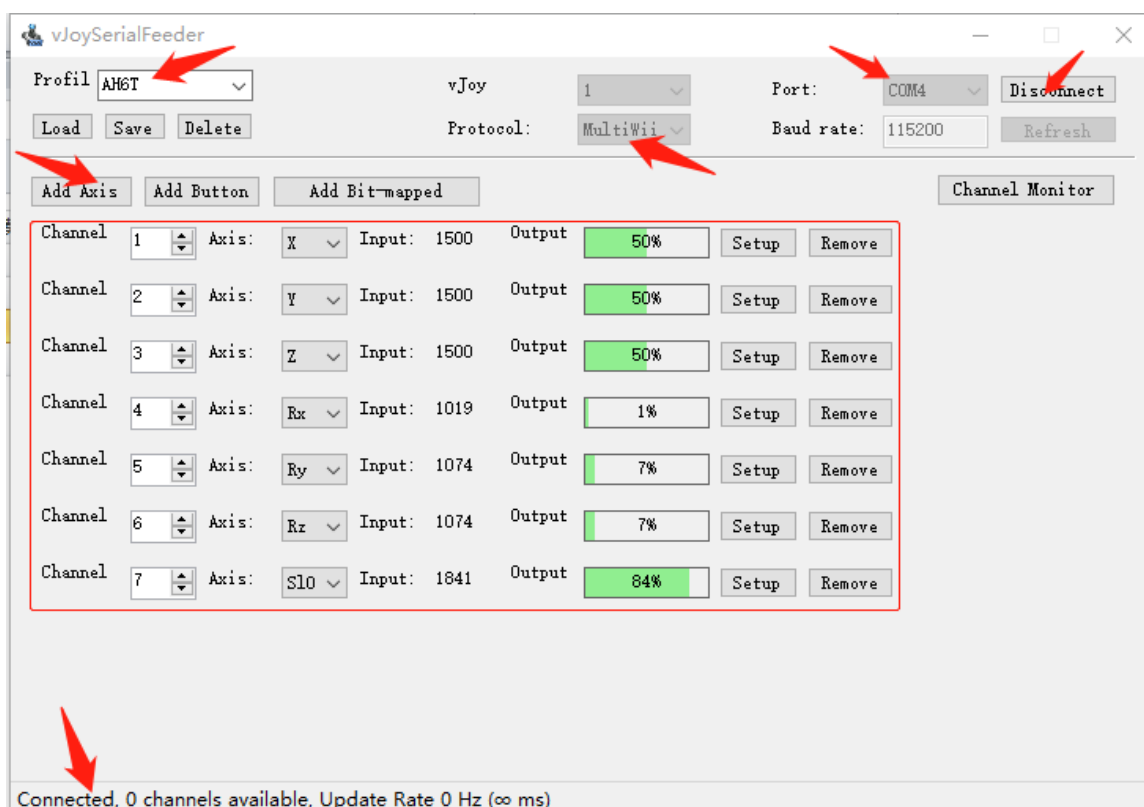 vJoySerialFeeder
Profil AH6T vJoy 1 Port: COM4 Disconnect
Load Save Delete Protocol: MultiWii Baud rate: 115200 Refresh
Add Axis Add Button Add Bit-mapped Channel Monitor
Channel 1 Axis: X Input: 1500 Output 50% Setup Remove
Channel 2 Axis: Y Input: 1500 Output 50% Setup Remove
Channel 3 Axis: Z Input: 1500 Output 50% Setup Remove
Channel 4 Axis: Rx Input: 1019 Output 1% Setup Remove
Channel 5 Axis: Ry Input: 1074 Output 7% Setup Remove
Channel 6 Axis: Rz Input: 1074 Output 7% Setup Remove
Channel 7 Axis: Sl0 Input: 1841 Output 84% Setup Remove
Connected, 0 channels available, Update Rate 0 Hz (∞ ms)